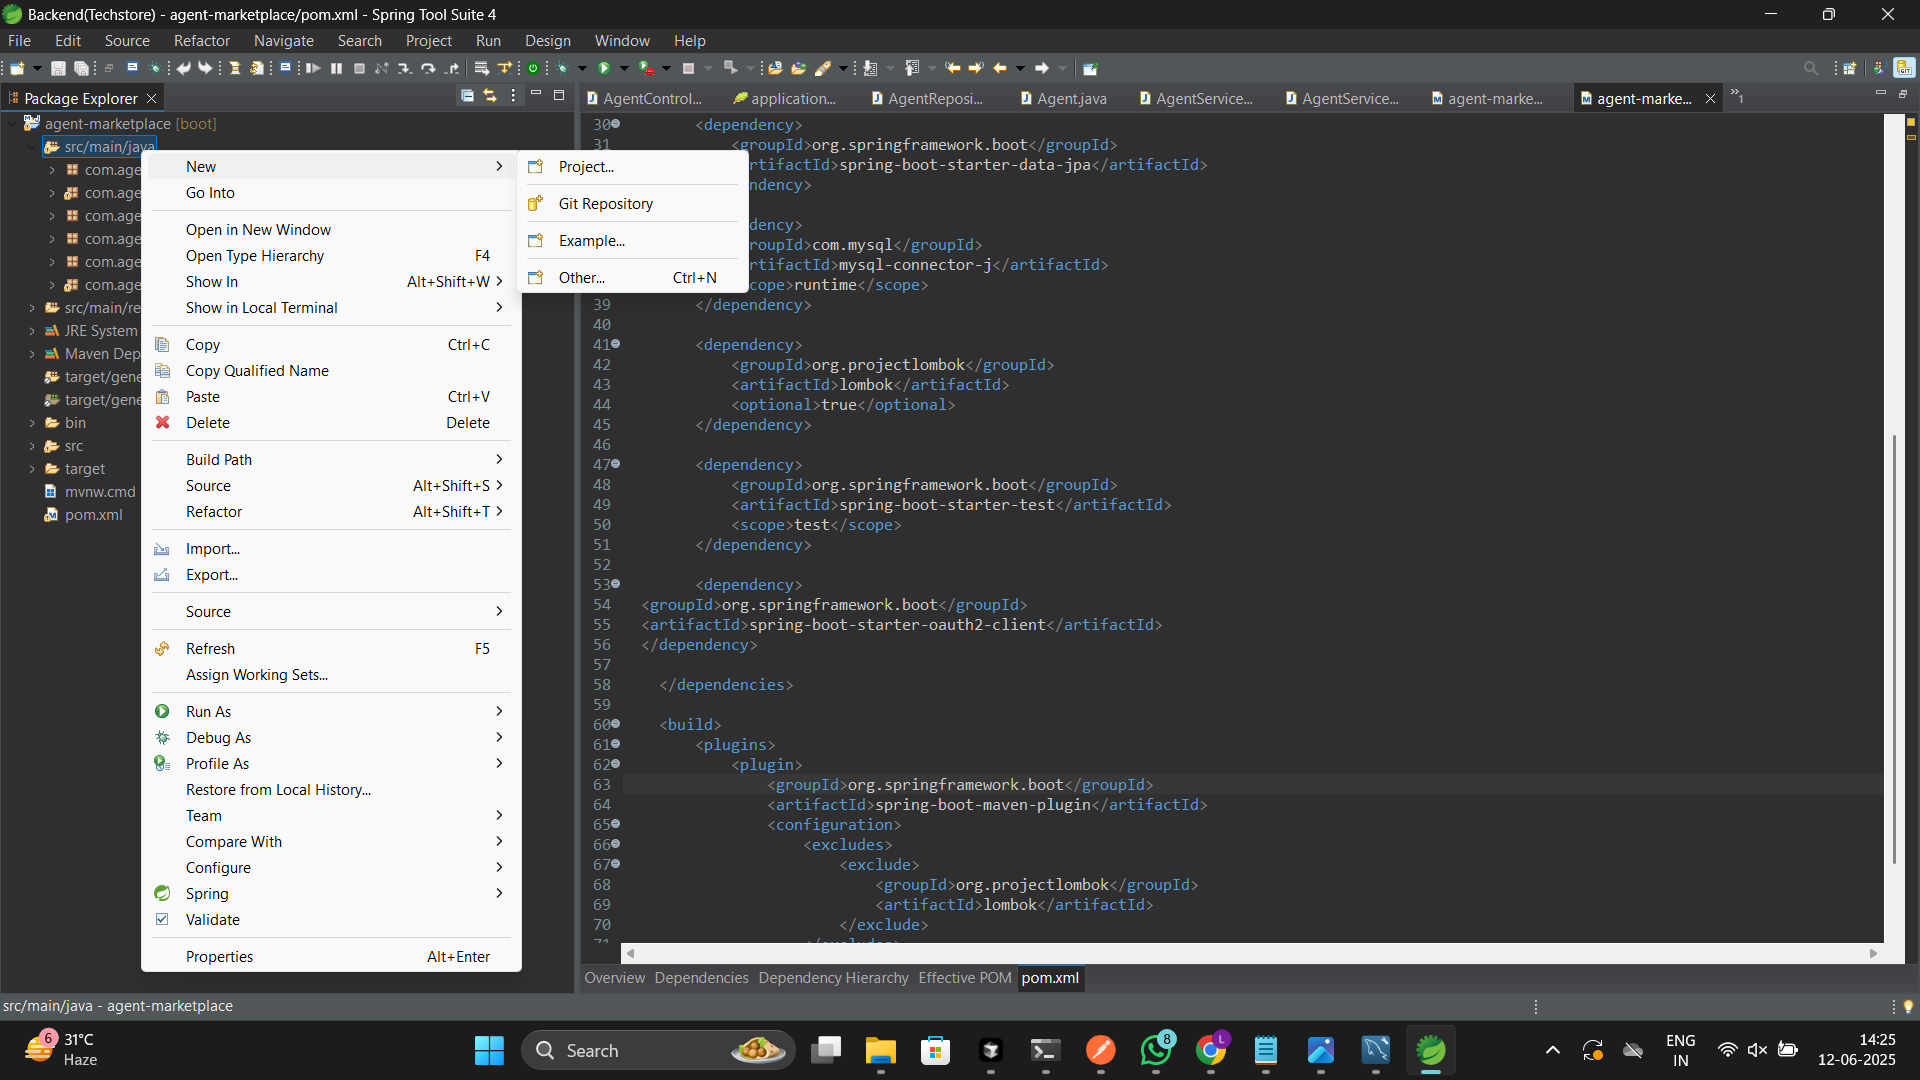 Backend(Techstore) - agent-marketplace/pom.xml - Spring Tool Suite 4
File Edit Source Refactor Navigate Search Project Run Design Window Help
Package Explorer
AgentControl... application... AgentReposi... Agent.java AgentService... AgentService... agent-marke... agent-marke... »1
agent-marketplace [boot]
src/main/java
com.age
com.age
com.age
com.age
com.age
com.age
src/main/re
JRE System
Maven Dep
target/gene
target/gene
bin
src
target
mvnw.cmd
pom.xml
New
Go Into
Open in New Window
Open Type Hierarchy F4
Show In Alt+Shift+W
Show in Local Terminal
Copy Ctrl+C
Copy Qualified Name
Paste Ctrl+V
Delete Delete
Build Path
Source Alt+Shift+S
Refactor Alt+Shift+T
Import...
Export...
Source
Refresh F5
Assign Working Sets...
Run As
Debug As
Profile As
Restore from Local History...
Team
Compare With
Configure
Spring
Validate
Properties Alt+Enter
Project...
Git Repository
Example...
Other... Ctrl+N
30 <dependency>
31 <groupId>org.springframework.boot</groupId>
rtifactId>spring-boot-starter-data-jpa</artifactId>
ndency>
dency>
roupId>com.mysql</groupId>
rtifactId>mysql-connector-j</artifactId>
cope>runtime</scope>
39 </dependency>
40
41 <dependency>
42 <groupId>org.projectlombok</groupId>
43 <artifactId>lombok</artifactId>
44 <optional>true</optional>
45 </dependency>
46
47 <dependency>
48 <groupId>org.springframework.boot</groupId>
49 <artifactId>spring-boot-starter-test</artifactId>
50 <scope>test</scope>
51 </dependency>
52
53 <dependency>
54 <groupId>org.springframework.boot</groupId>
55 <artifactId>spring-boot-starter-oauth2-client</artifactId>
56 </dependency>
57
58 </dependencies>
59
60 <build>
61 <plugins>
62 <plugin>
63 <groupId>org.springframework.boot</groupId>
64 <artifactId>spring-boot-maven-plugin</artifactId>
65 <configuration>
66 <excludes>
67 <exclude>
68 <groupId>org.projectlombok</groupId>
69 <artifactId>lombok</artifactId>
70 </exclude>
71 </excludes>
Overview Dependencies Dependency Hierarchy Effective POM pom.xml
src/main/java - agent-marketplace
6
31°C
Haze
Search
8
L
ENG
IN
14:25
12-06-2025